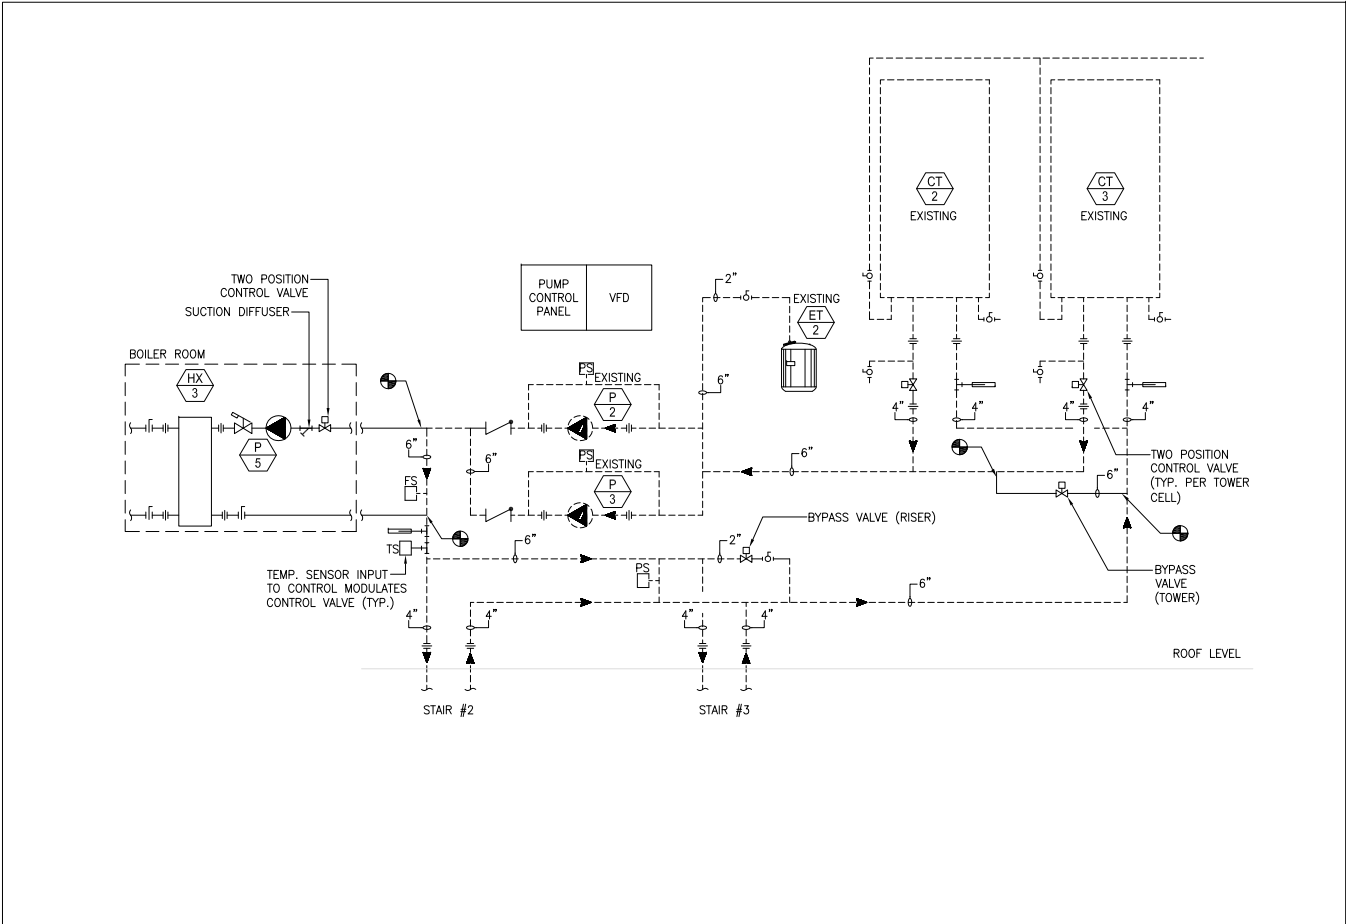 CT
2
EXISTING
CT
3
EXISTING
TWO POSITION
CONTROL VALVE
SUCTION DIFFUSER
PUMP
CONTROL
PANEL
VFD
2"
EXISTING
ET
2
BOILER ROOM
HX
3
P
5
PS
EXISTING
P
2
6"
4"
4"
4"
4"
6"
6"
PS
EXISTING
P
3
6"
FS
TWO POSITION
CONTROL VALVE
(TYP. PER TOWER
CELL)
6"
BYPASS VALVE (RISER)
TS
6"
2"
PS
TEMP. SENSOR INPUT
TO CONTROL MODULATES
CONTROL VALVE (TYP.)
BYPASS
VALVE
(TOWER)
6"
4"
4"
4"
4"
ROOF LEVEL
STAIR #2
STAIR #3